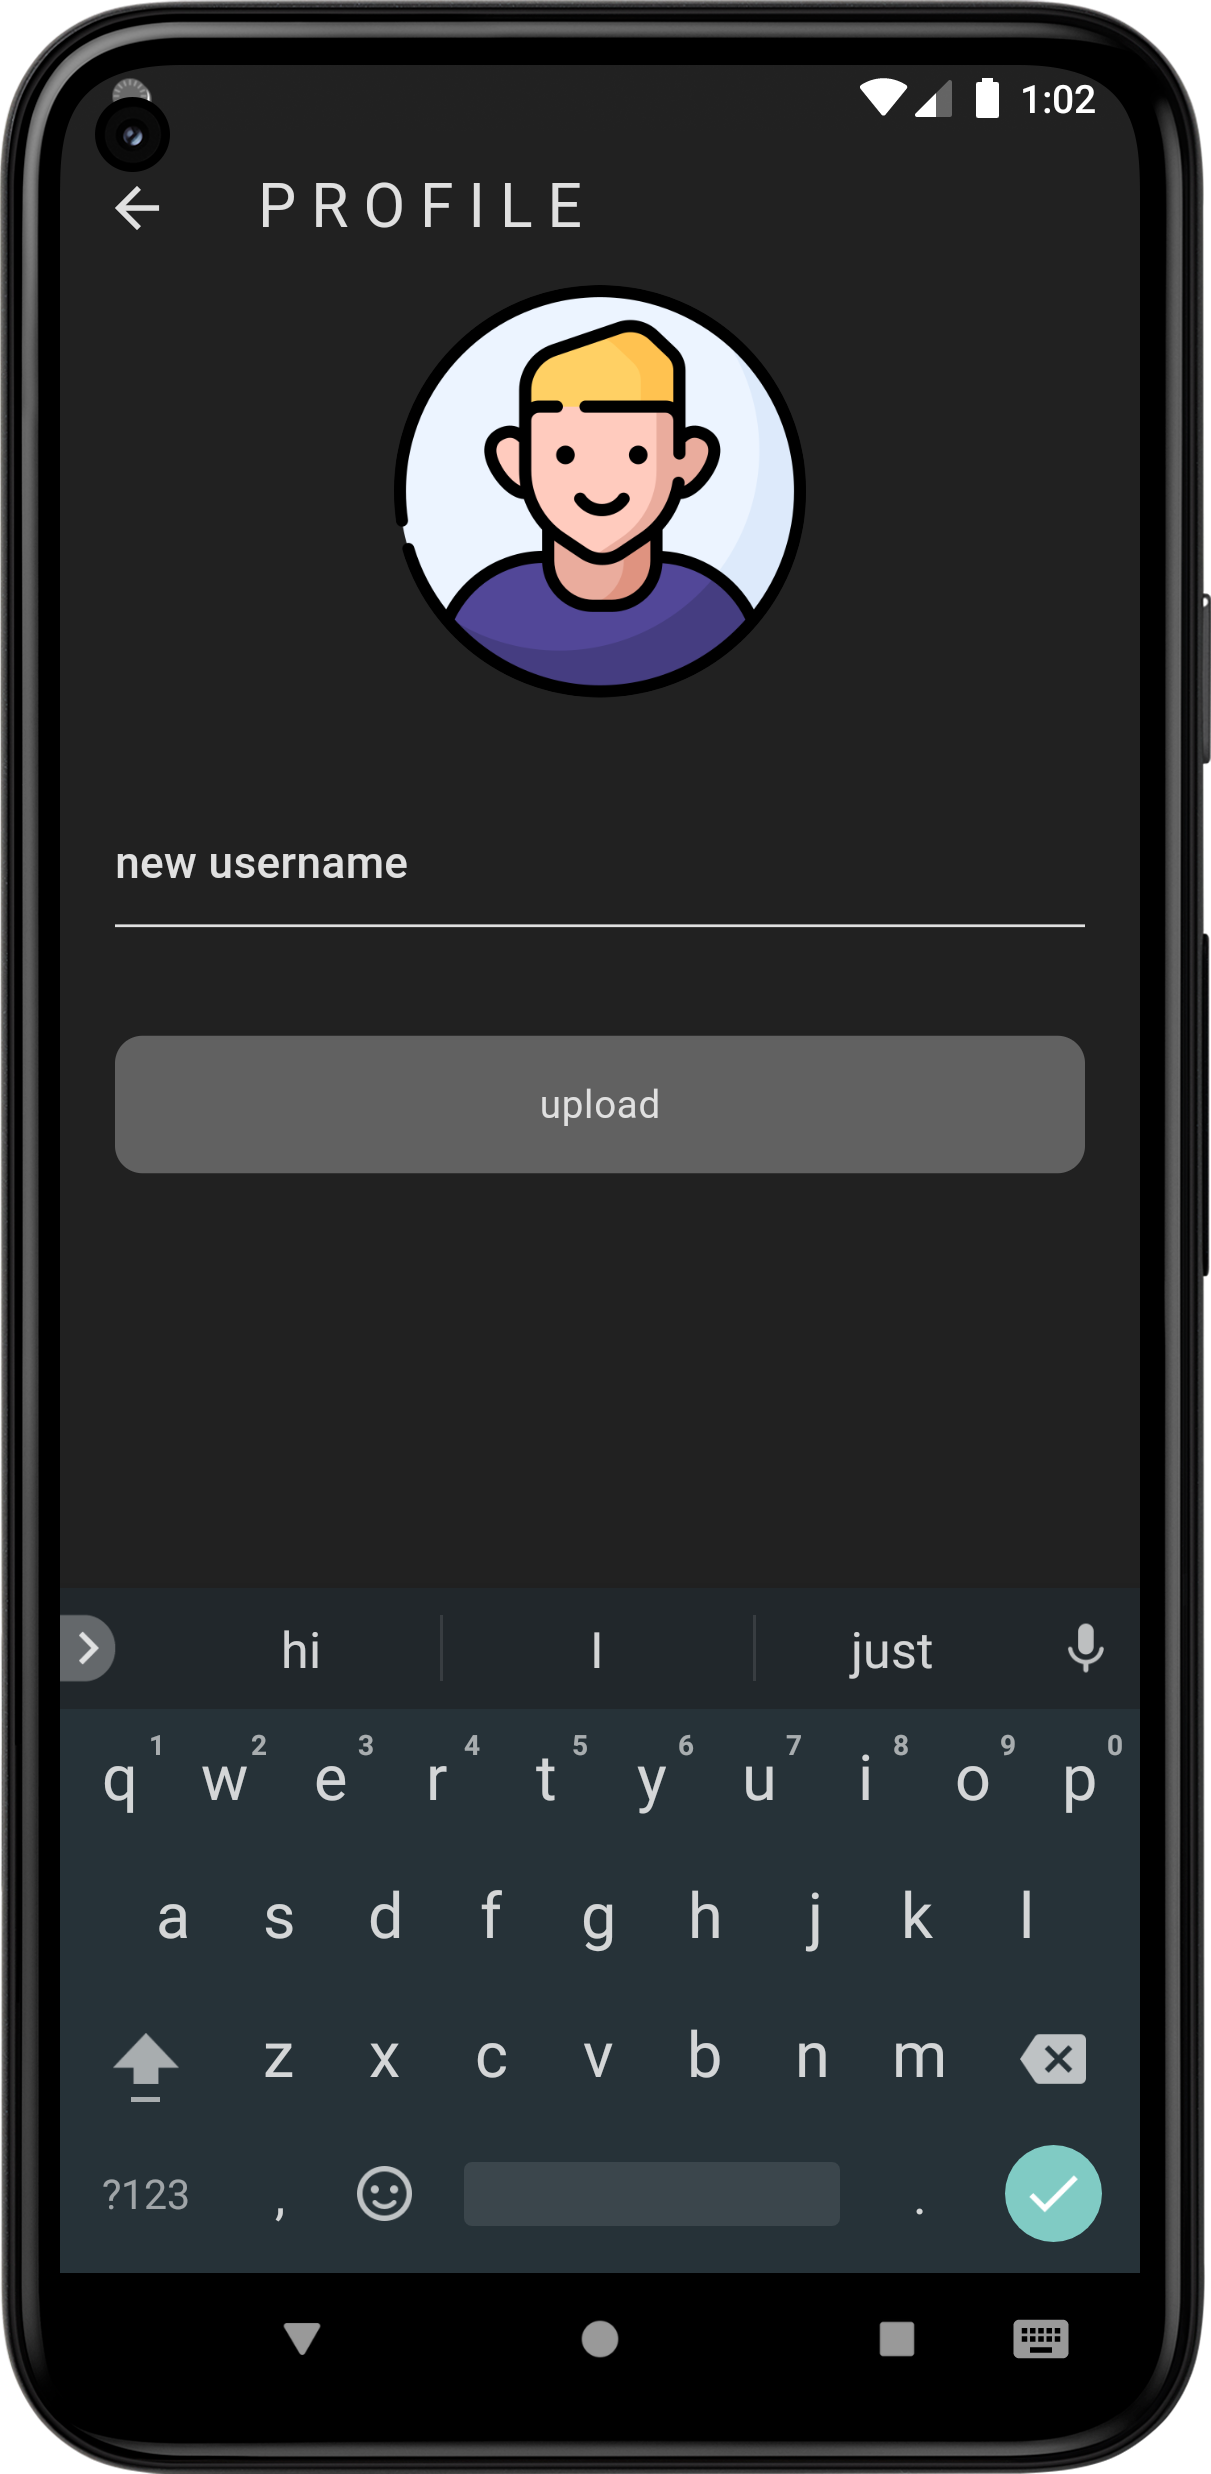 1:02
PROFILE
new username
upload
hi I just
1 2 3 4 5 6 7 8 9 0
q w e r t y u i o p
a s d f g h j k l
z x c v b n m
?123 , .